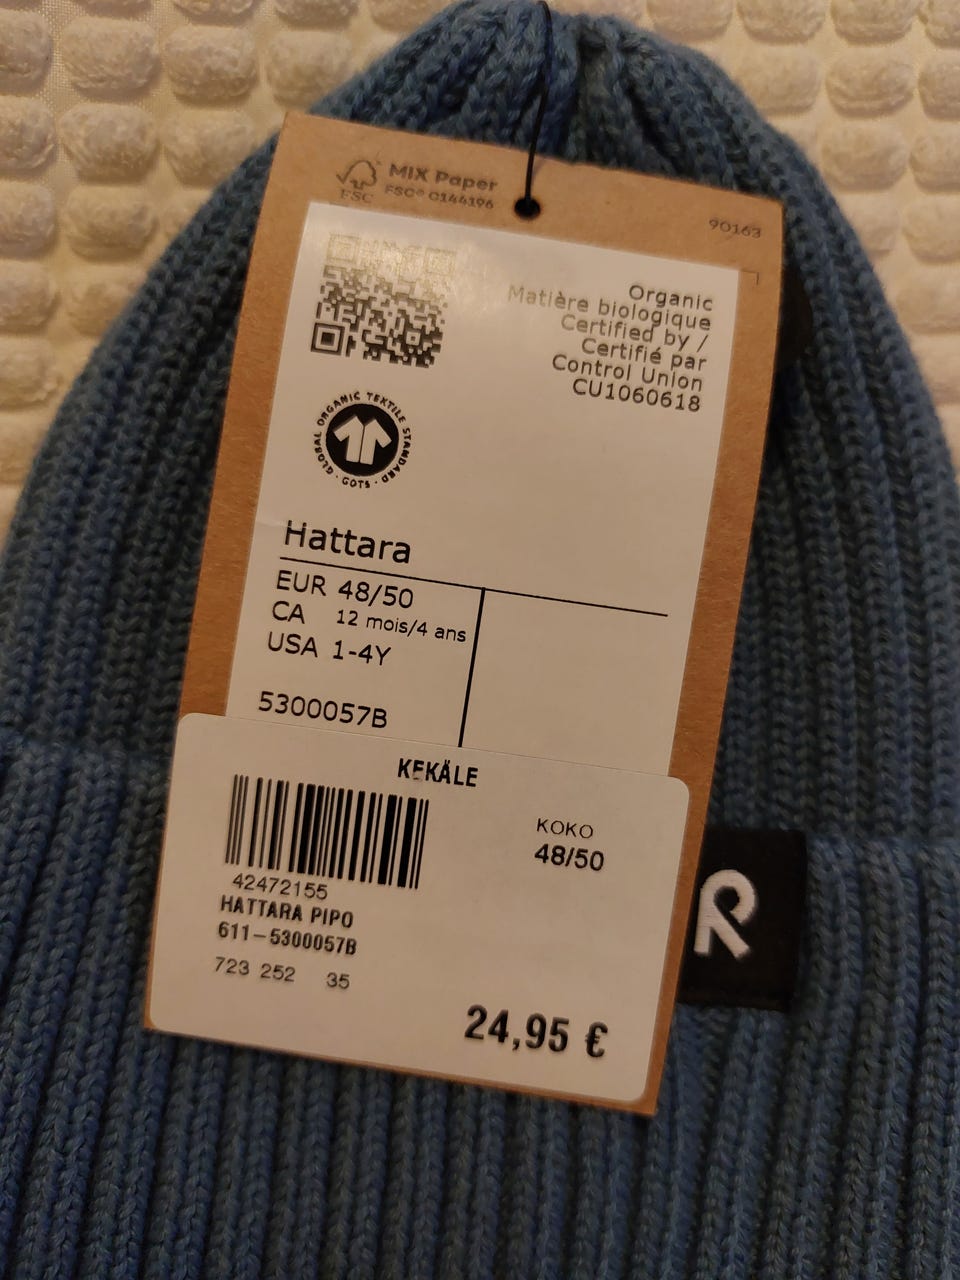 MIX Paper
FSC® C144196
FSC
90163
Organic
Matière biologique
Certified by /
Certifié par
Control Union
CU1060618
GLOBAL ORGANIC TEXTILE STANDARD · GOTS ·
Hattara
EUR 48/50
CA 12 mois/4 ans
USA 1-4Y
5300057B
KEKÄLE
KOKO
48/50
42472155
HATTARA PIPO
611-5300057B
723 252 35
24,95 €
R